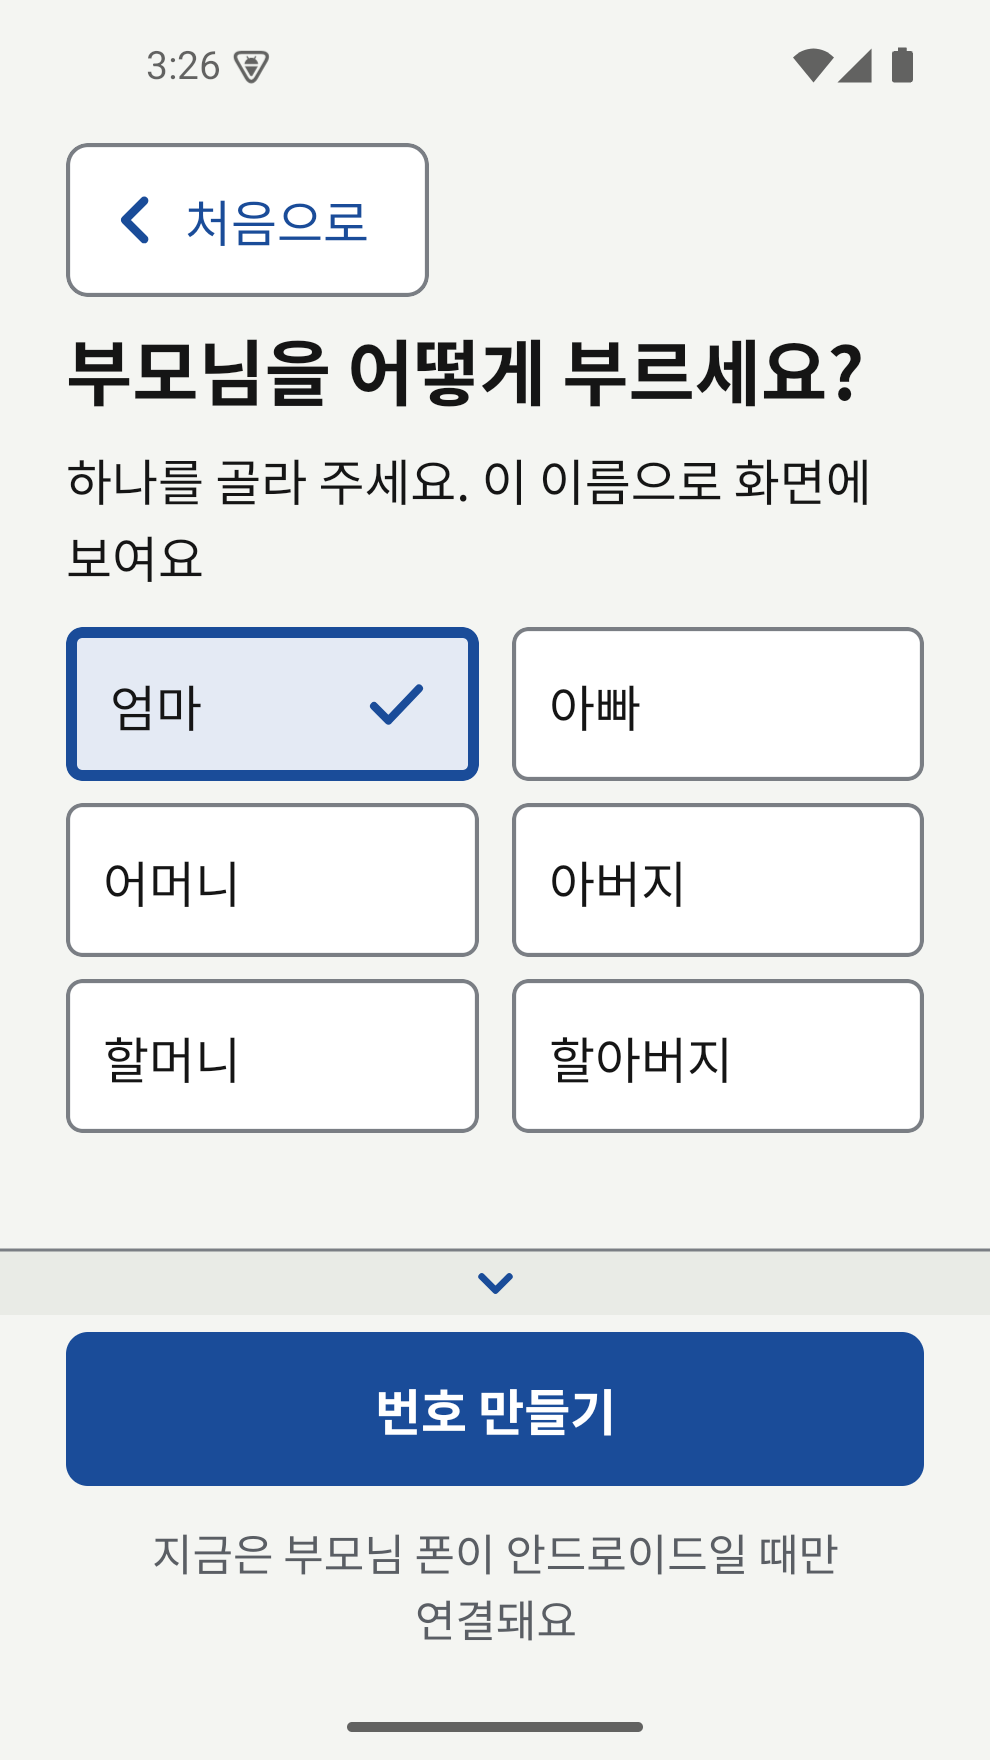 3:26
처음으로
부모님을 어떻게 부르세요?
하나를 골라 주세요. 이 이름으로 화면에
보여요
엄마
아빠
어머니
아버지
할머니
할아버지
번호 만들기
지금은 부모님 폰이 안드로이드일 때만
연결돼요